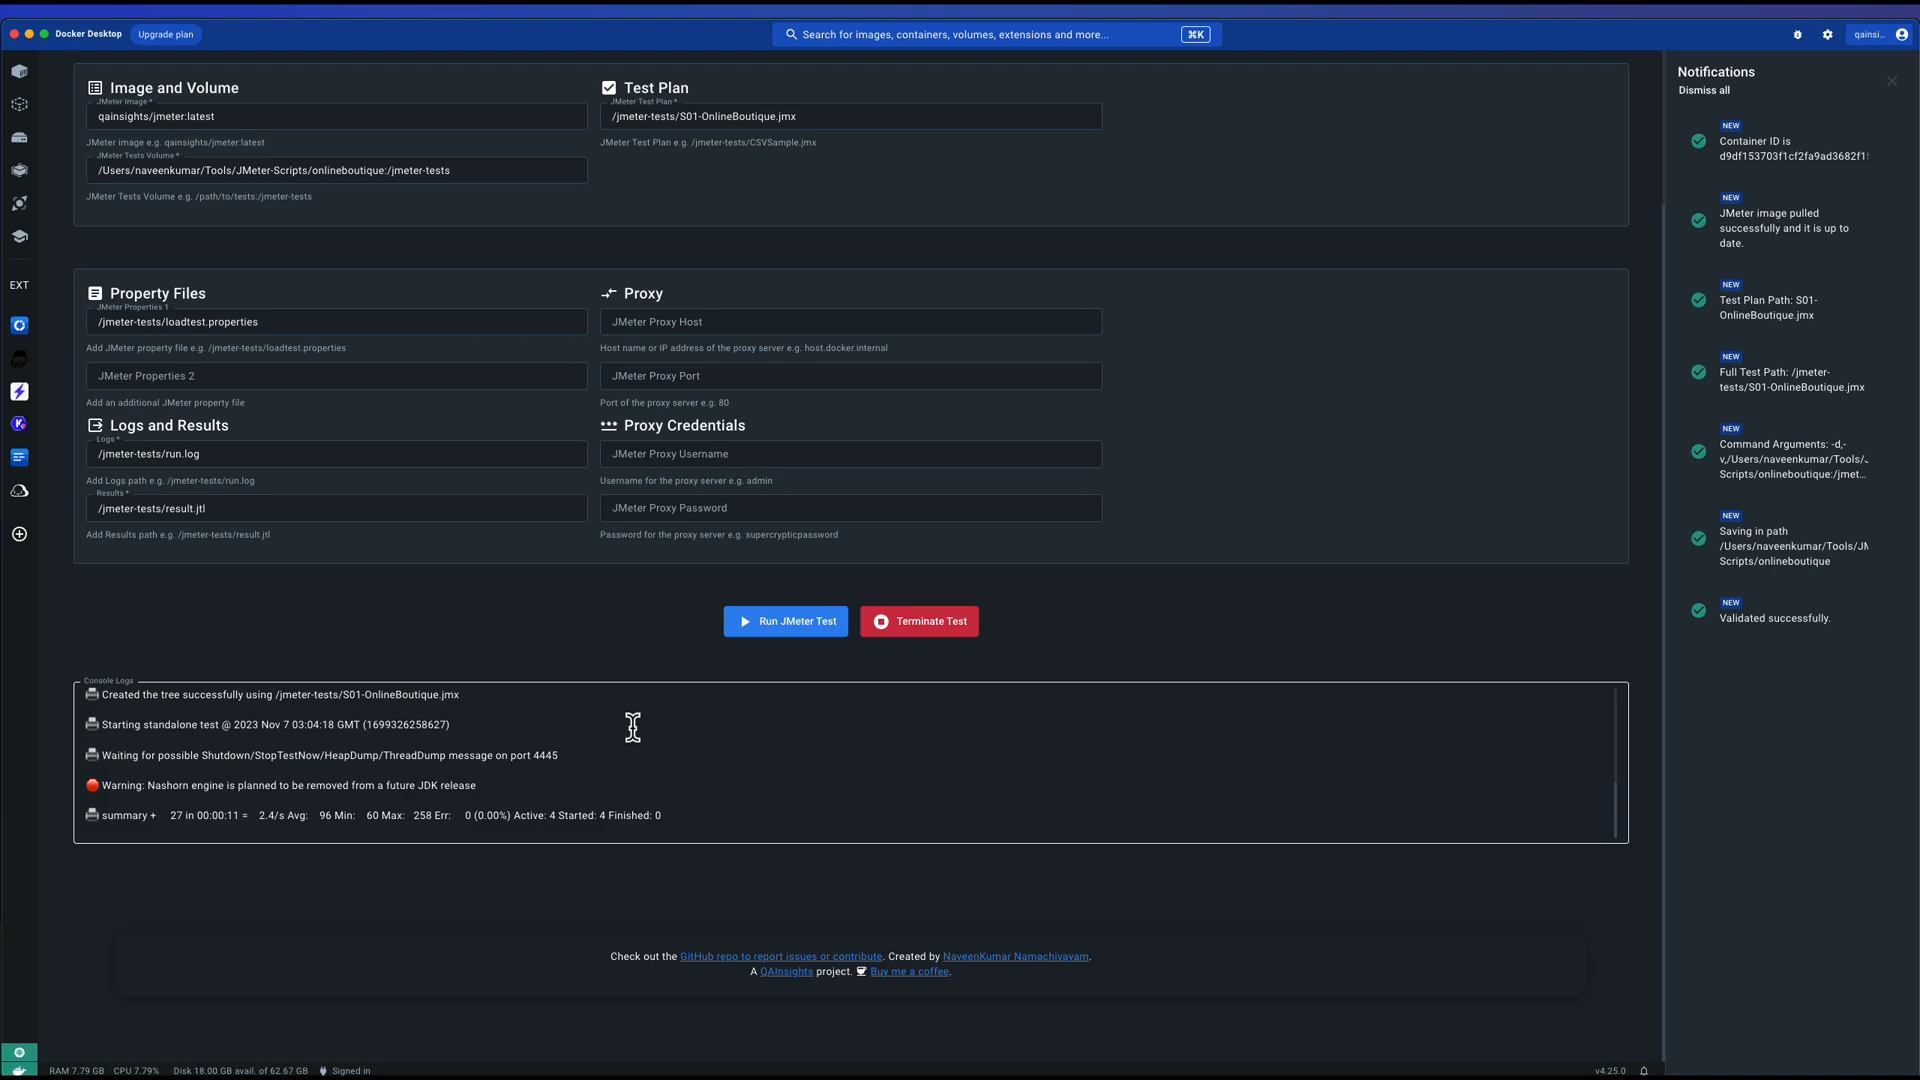 Docker Desktop
Upgrade plan
Search for images, containers, volumes, extensions and more...
⌘K
qainsi...
Image and Volume
JMeter Image *
qainsights/jmeter:latest
JMeter image e.g. qainsights/jmeter:latest
JMeter Tests Volume *
/Users/naveenkumar/Tools/JMeter-Scripts/onlineboutique:/jmeter-tests
JMeter Tests Volume e.g. /path/to/tests:/jmeter-tests
Test Plan
JMeter Test Plan *
/jmeter-tests/S01-OnlineBoutique.jmx
JMeter Test Plan e.g. /jmeter-tests/CSVSample.jmx
EXT
Property Files
JMeter Properties 1
/jmeter-tests/loadtest.properties
Add JMeter property file e.g. /jmeter-tests/loadtest.properties
JMeter Properties 2
Add an additional JMeter property file
Logs and Results
Logs *
/jmeter-tests/run.log
Add Logs path e.g. /jmeter-tests/run.log
Results *
/jmeter-tests/result.jtl
Add Results path e.g. /jmeter-tests/result.jtl
Proxy
JMeter Proxy Host
Host name or IP address of the proxy server e.g. host.docker.internal
JMeter Proxy Port
Port of the proxy server e.g. 80
Proxy Credentials
JMeter Proxy Username
Username for the proxy server e.g. admin
JMeter Proxy Password
Password for the proxy server e.g. supercrypticpassword
Run JMeter Test
Terminate Test
Console Logs
Created the tree successfully using /jmeter-tests/S01-OnlineBoutique.jmx
Starting standalone test @ 2023 Nov 7 03:04:18 GMT (1699326258627)
Waiting for possible Shutdown/StopTestNow/HeapDump/ThreadDump message on port 4445
Warning: Nashorn engine is planned to be removed from a future JDK release
summary + 27 in 00:00:11 = 2.4/s Avg: 96 Min: 60 Max: 258 Err: 0 (0.00%) Active: 4 Started: 4 Finished: 0
Check out the GitHub repo to report issues or contribute. Created by NaveenKumar Namachivayam.
A QAInsights project. Buy me a coffee.
Notifications
Dismiss all
NEW
Container ID is
d9df153703f1cf2fa9ad3682f1
NEW
JMeter image pulled
successfully and it is up to
date.
NEW
Test Plan Path: S01-
OnlineBoutique.jmx
NEW
Full Test Path: /jmeter-
tests/S01-OnlineBoutique.jmx
NEW
Command Arguments: -d,-
v,/Users/naveenkumar/Tools/
Scripts/onlineboutique:/jmet...
NEW
Saving in path
/Users/naveenkumar/Tools/JM
Scripts/onlineboutique
NEW
Validated successfully.
RAM 7.79 GB CPU 7.79% Disk 18.00 GB avail. of 62.67 GB Signed in
v4.25.0